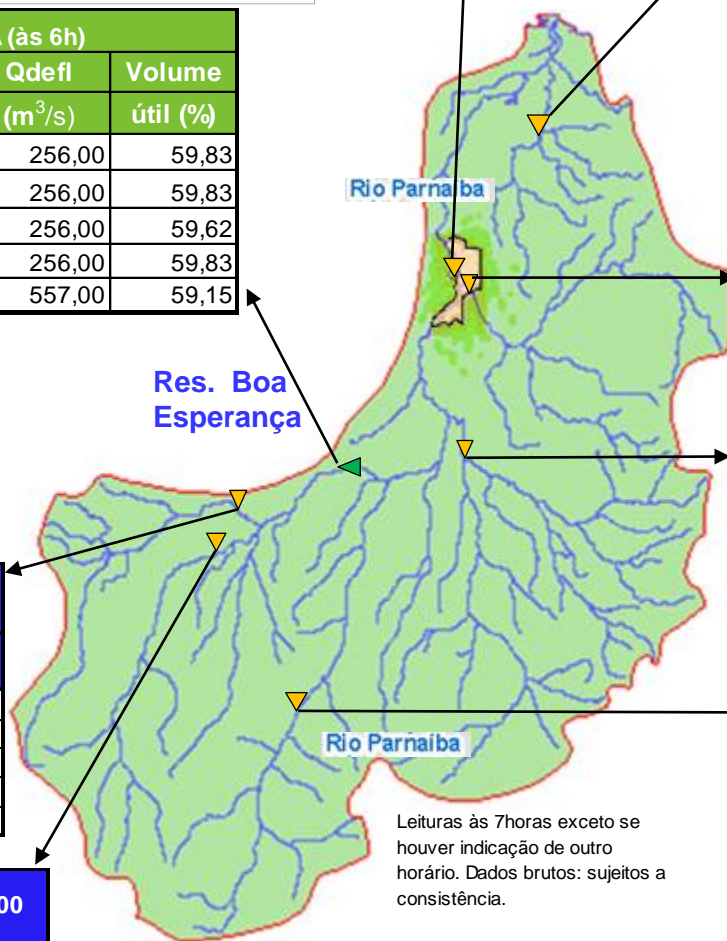 (às 6h)
Qdefl Volume
(m³/s) útil (%)
256,00 59,83
256,00 59,83
256,00 59,62
256,00 59,83
557,00 59,15
Rio Parnaíba
Res. Boa
Esperança
Rio Parnaíba
Leituras às 7horas exceto se
houver indicação de outro
horário. Dados brutos: sujeitos a
consistência.
00